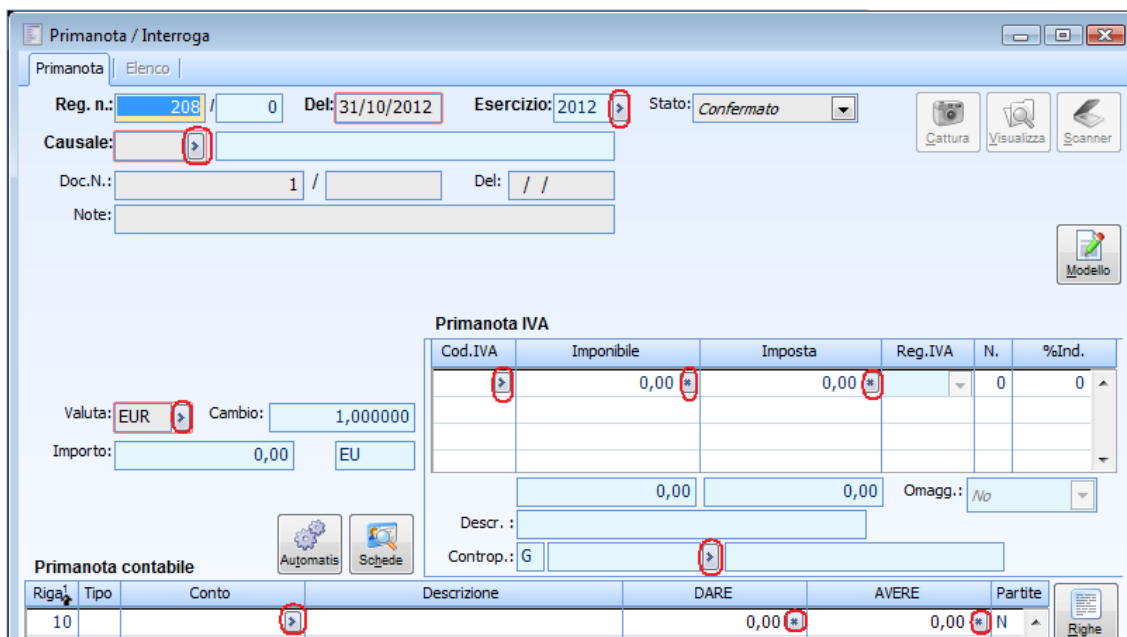 Primanota / Interroga
Primanota Elenco
Reg. n.: 208 / 0 Del: 31/10/2012 Esercizio: 2012 Stato: Confermato
Cattura Visualizza Scanner
Causale:
Doc.N.: 1 / Del: / /
Note:
Modello
Primanota IVA
Cod.IVA Imponibile Imposta Reg.IVA N. %Ind.
0,00 0,00 0 0
Valuta: EUR Cambio: 1,000000
Importo: 0,00 EU
0,00 0,00 Omagg.: No
Descr. :
Automatis Schede
Controp.: G
Primanota contabile
Riga 1 Tipo Conto Descrizione DARE AVERE Partite
10 0,00 0,00 N
Righe